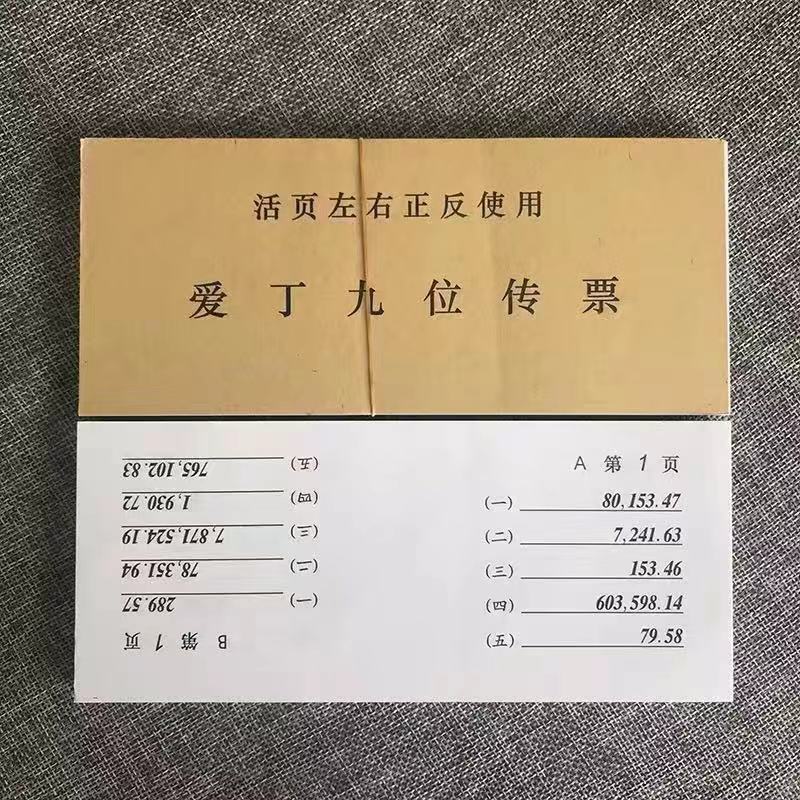 活页左右正反使用
爱丁九位传票
A 第 1 页
(一) 80,153.47
(二) 7,241.63
(三) 153.46
(四) 603,598.14
(五) 79.58
B 第 1 页
(一) 289.57
(二) 78,351.94
(三) 7,871,524.19
(四) 1,930.72
(五) 765,102.83